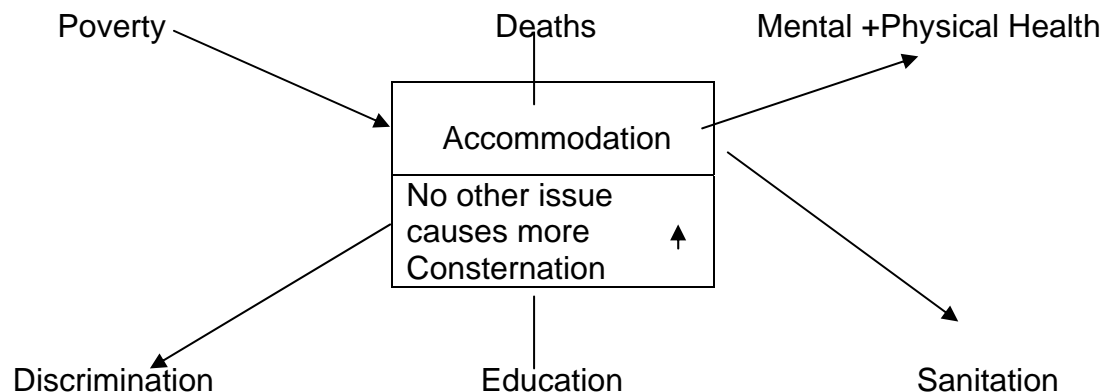 Poverty
Deaths
Mental +Physical Health
Accommodation
No other issue
causes more
Consternation
Discrimination
Education
Sanitation